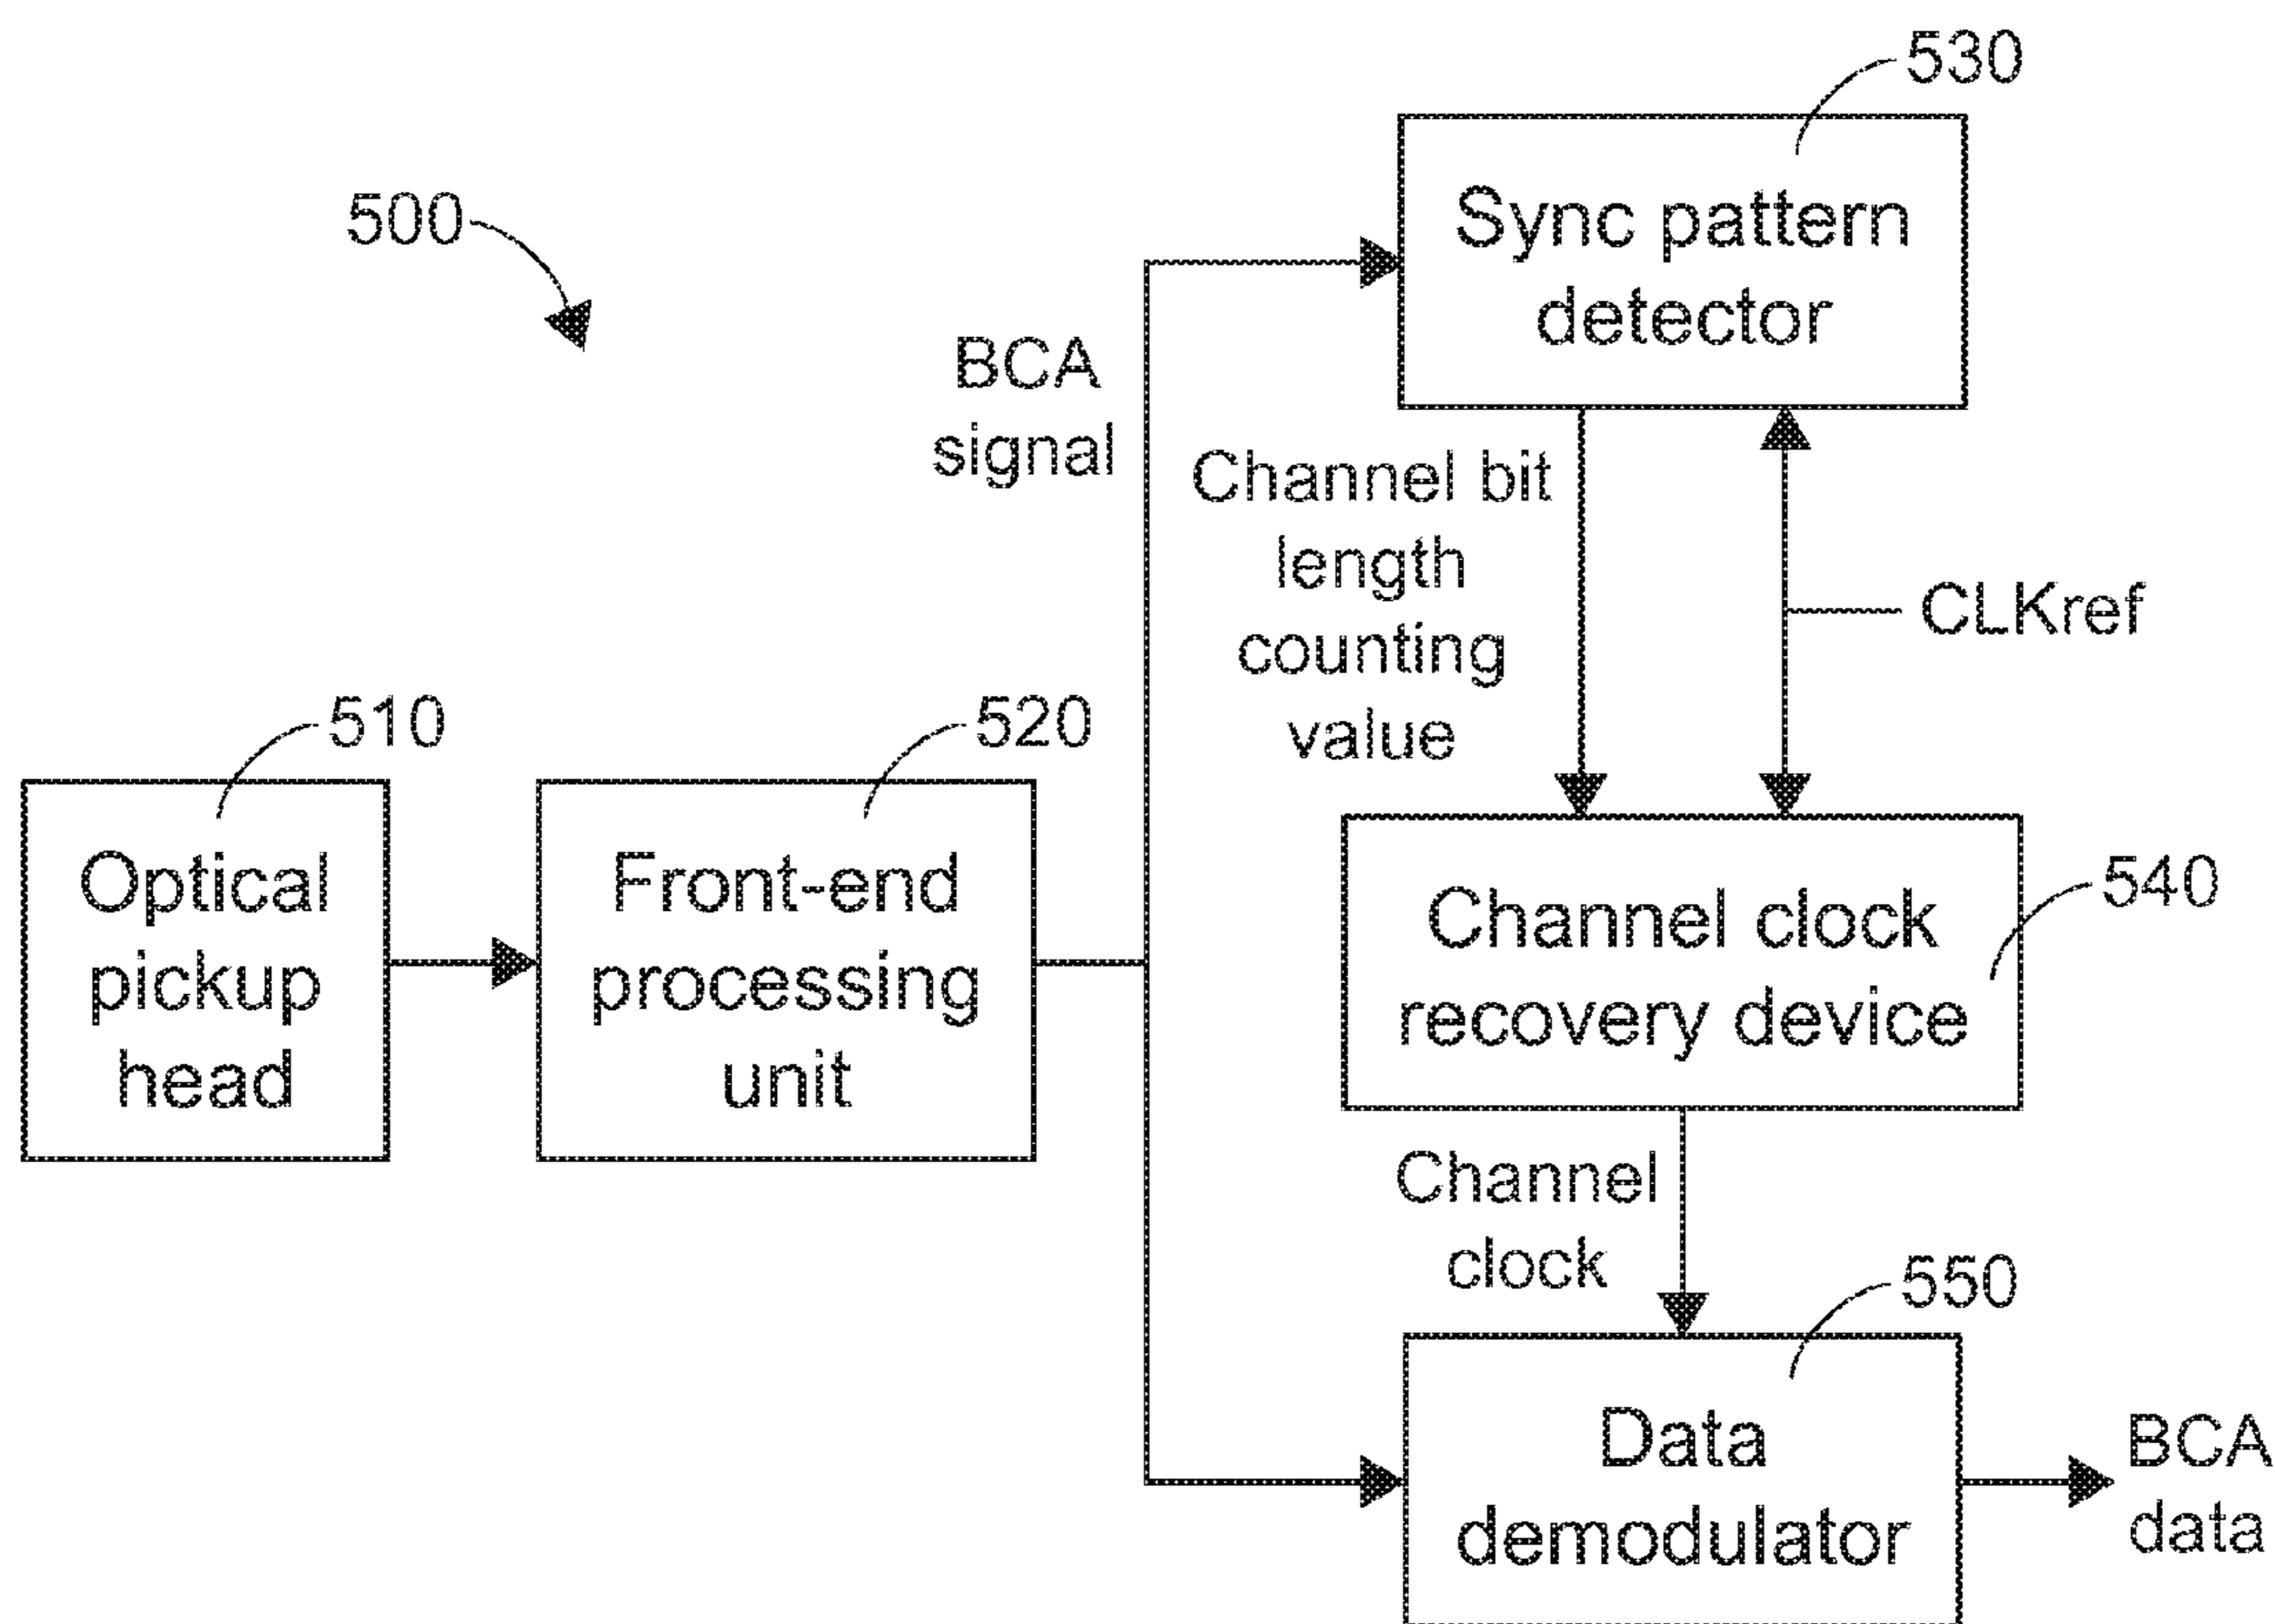 530
Sync pattern
detector
500
BCA
signal
Channel bit
length
counting
value
CLKref
510
Optical
pickup
head
520
Front-end
processing
unit
540
Channel clock
recovery device
Channel
clock
550
Data
demodulator
BCA
data